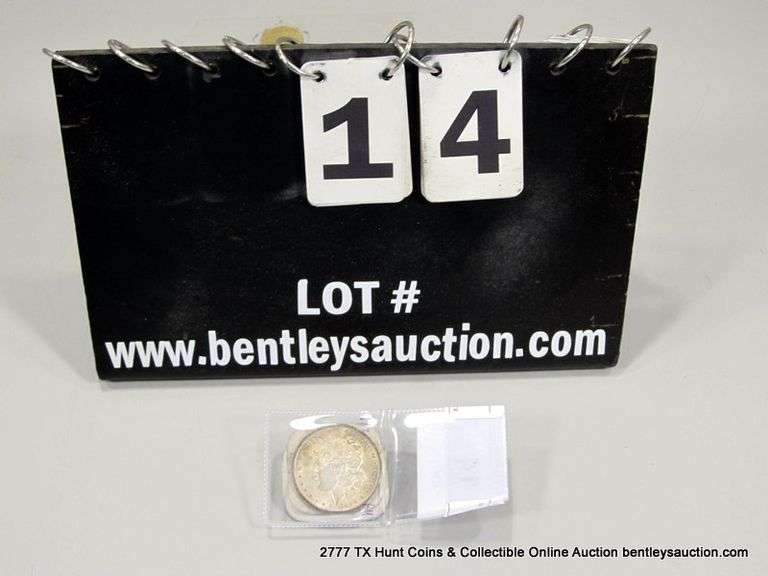 14
LOT #
www.bentleysauction.com
2777 TX Hunt Coins & Collectible Online Auction bentleysauction.com